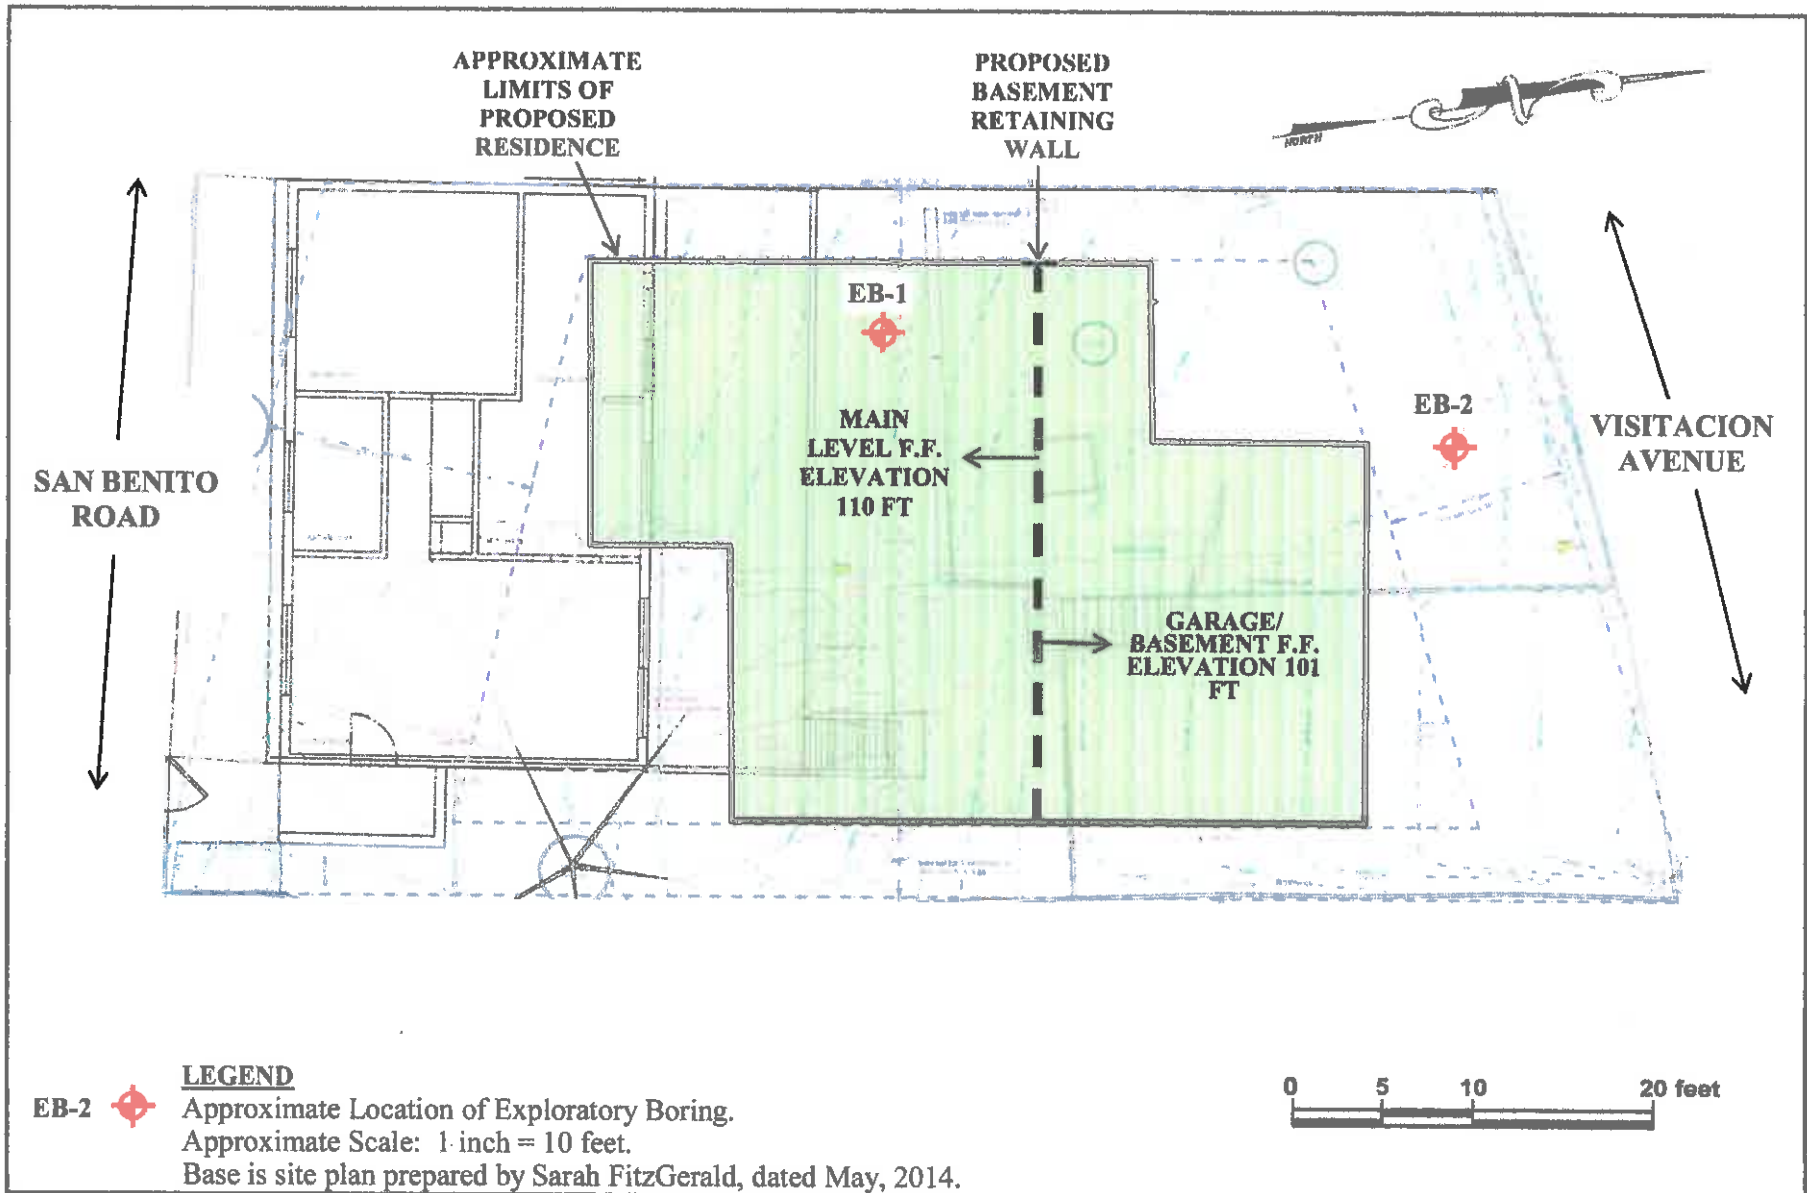 APPROXIMATE
LIMITS OF
PROPOSED
RESIDENCE
PROPOSED
BASEMENT
RETAINING
WALL
NORTH
EB-1
MAIN
LEVEL F.F.
ELEVATION
110 FT
EB-2
VISITACION
AVENUE
SAN BENITO
ROAD
GARAGE/
BASEMENT F.F.
ELEVATION 101
FT
LEGEND
EB-2
Approximate Location of Exploratory Boring.
Approximate Scale: 1 inch = 10 feet.
Base is site plan prepared by Sarah FitzGerald, dated May, 2014.
0 5 10 20 feet